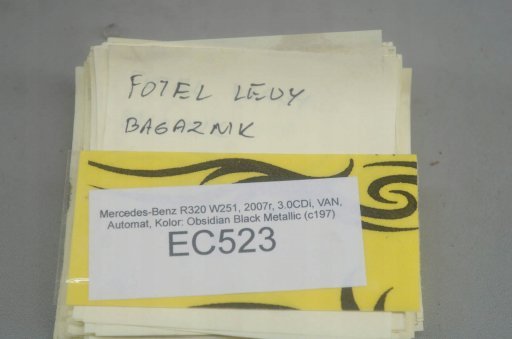 FOTEL LEWY
BAGAZNIK
Mercedes-Benz R320 W251, 2007r, 3.0CDi, VAN,
Automat, Kolor: Obsidian Black Metallic (c197)
EC523